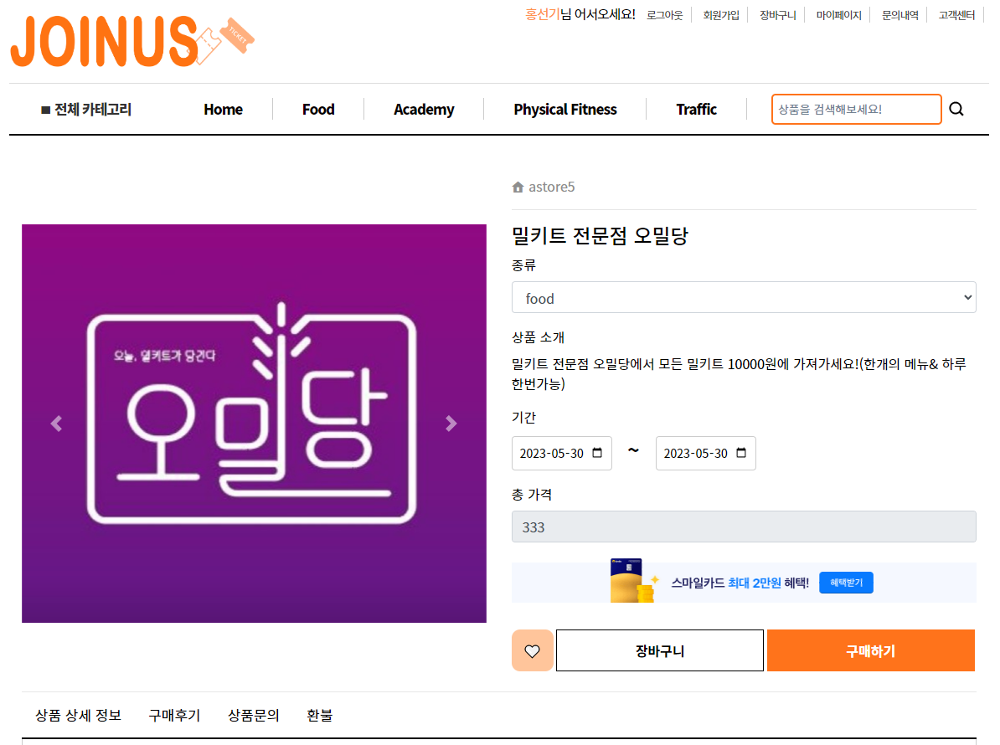 홍선기님 어서오세요! 로그아웃 회원가입 장바구니 마이페이지 문의내역 고객센터
JOINUS TICKET
전체 카테고리 Home Food Academy Physical Fitness Traffic 상품을 검색해보세요!
astore5
밀키트 전문점 오밀당
종류
food
상품 소개
밀키트 전문점 오밀당에서 모든 밀키트 10000원에 가져가세요!(한개의 메뉴& 하루
한번가능)
기간
2023-05-30 ~ 2023-05-30
총 가격
333
오늘, 밀키트가 당긴다
오밀당
스마일카드 최대 2만원 혜택! 혜택받기
장바구니 구매하기
상품 상세 정보 구매후기 상품문의 환불